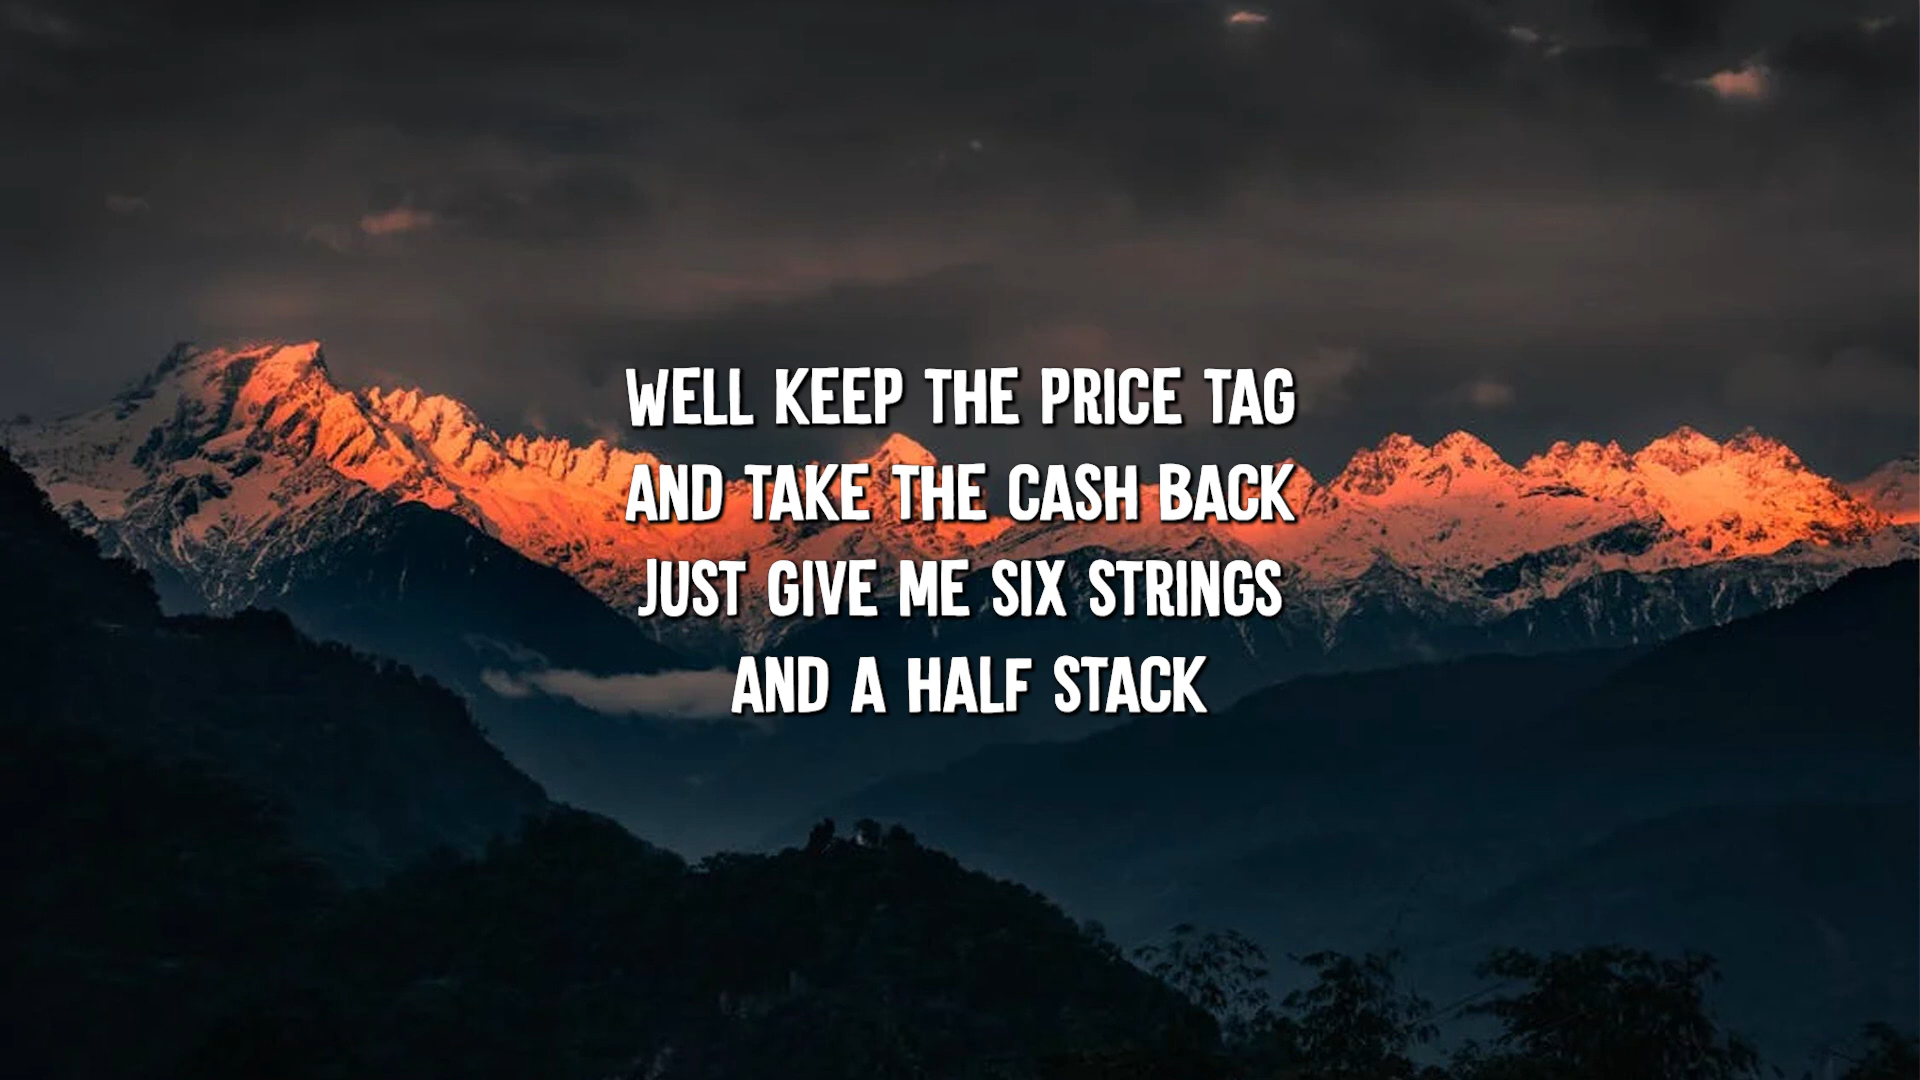 WELL KEEP THE PRICE TAG
AND TAKE THE CASH BACK
JUST GIVE ME SIX STRINGS
AND A HALF STACK